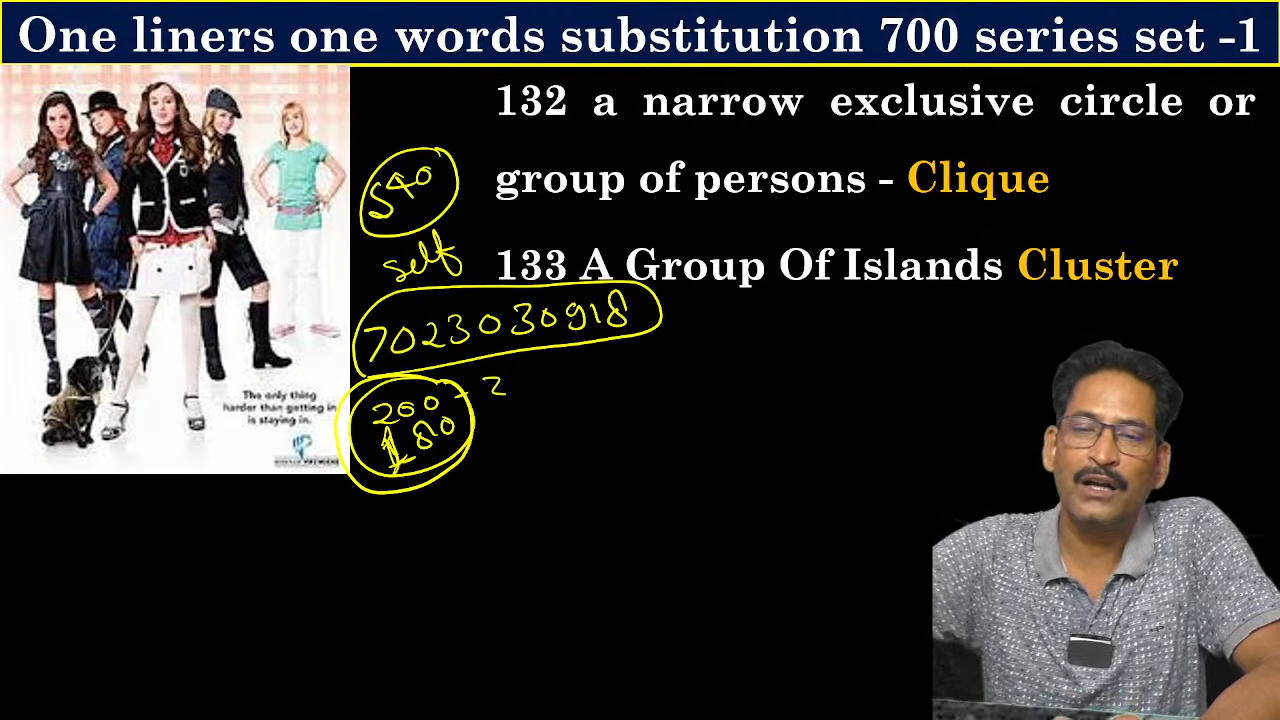 One liners one words substitution 700 series set -1
132 a narrow exclusive circle or
group of persons - Clique
133 A Group Of Islands Cluster
540
self
7023030918
200 - 2
180
The only thing
harder than getting in
is staying in.